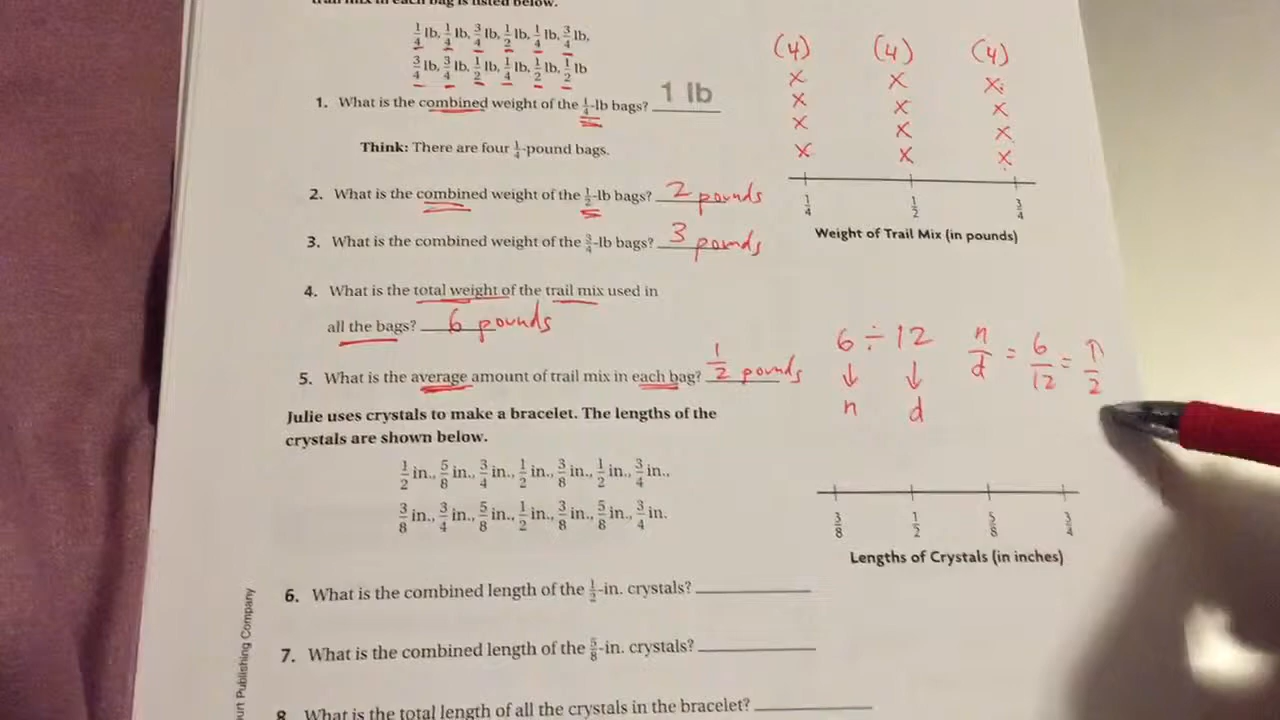 trail mix in each bag is listed below.
1/4 lb, 1/4 lb, 3/4 lb, 1/2 lb, 1/4 lb, 3/4 lb,
3/4 lb, 3/4 lb, 1/2 lb, 1/4 lb, 1/2 lb, 1/2 lb
1. What is the combined weight of the 1/4-lb bags? 1 lb
Think: There are four 1/4-pound bags.
2. What is the combined weight of the 1/2-lb bags? 2 pounds
3. What is the combined weight of the 3/4-lb bags? 3 pounds
4. What is the total weight of the trail mix used in
all the bags? 6 pounds
5. What is the average amount of trail mix in each bag? 1/2 pounds
(4) (4) (4)
x x x
x x x
x x x
x x x
1/4 1/2 3/4
Weight of Trail Mix (in pounds)
6 ÷ 12 n/d = 6/12 = 1/2
n d
Julie uses crystals to make a bracelet. The lengths of the
crystals are shown below.
1/2 in., 5/8 in., 3/4 in., 1/2 in., 3/8 in., 1/2 in., 3/4 in.,
3/8 in., 3/4 in., 5/8 in., 1/2 in., 3/8 in., 5/8 in., 3/4 in.
3/8 1/2 5/8 3/4
Lengths of Crystals (in inches)
6. What is the combined length of the 1/2-in. crystals?
7. What is the combined length of the 5/8-in. crystals?
8. What is the total length of all the crystals in the bracelet?
Publishing Company